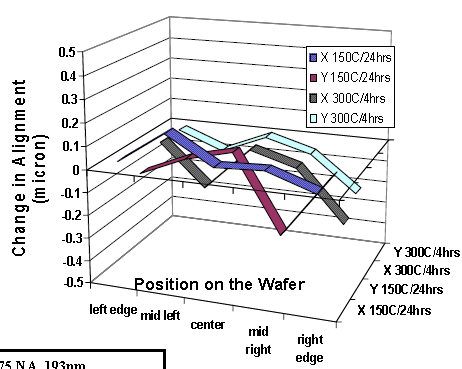 Change in Alignment
(micron)
0.5
0.4
0.3
0.2
0.1
0
-0.1
-0.2
-0.3
-0.4
-0.5
X 150C/24hrs
Y 150C/24hrs
X 300C/4hrs
Y 300C/4hrs
Position on the Wafer
left edge
mid left
center
mid
right
right
edge
Y 300C/4hrs
X 300C/4hrs
Y 150C/24hrs
X 150C/24hrs
75 NA, 193nm